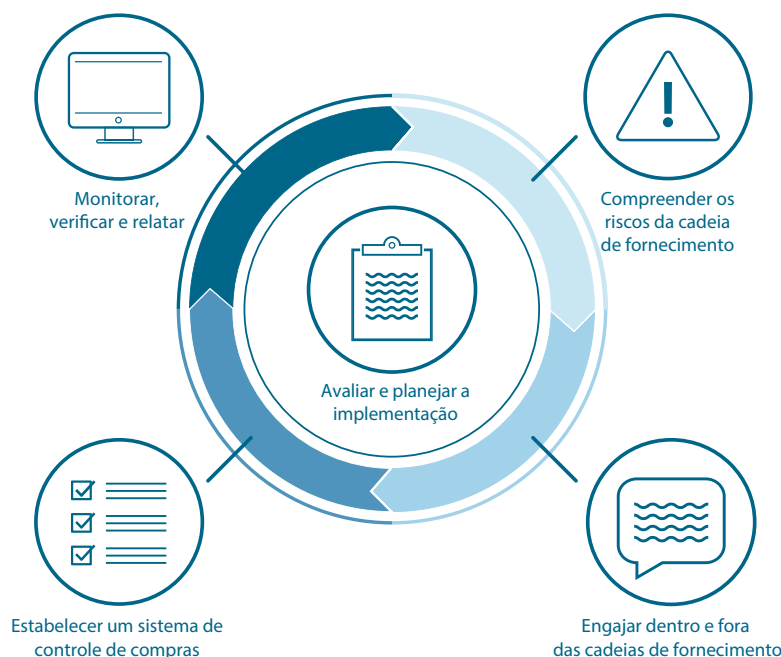 Monitorar,
verificar e relatar
Compreender os
riscos da cadeia
de fornecimento
Avaliar e planejar a
implementação
Estabelecer um sistema de
controle de compras
Engajar dentro e fora
das cadeias de fornecimento